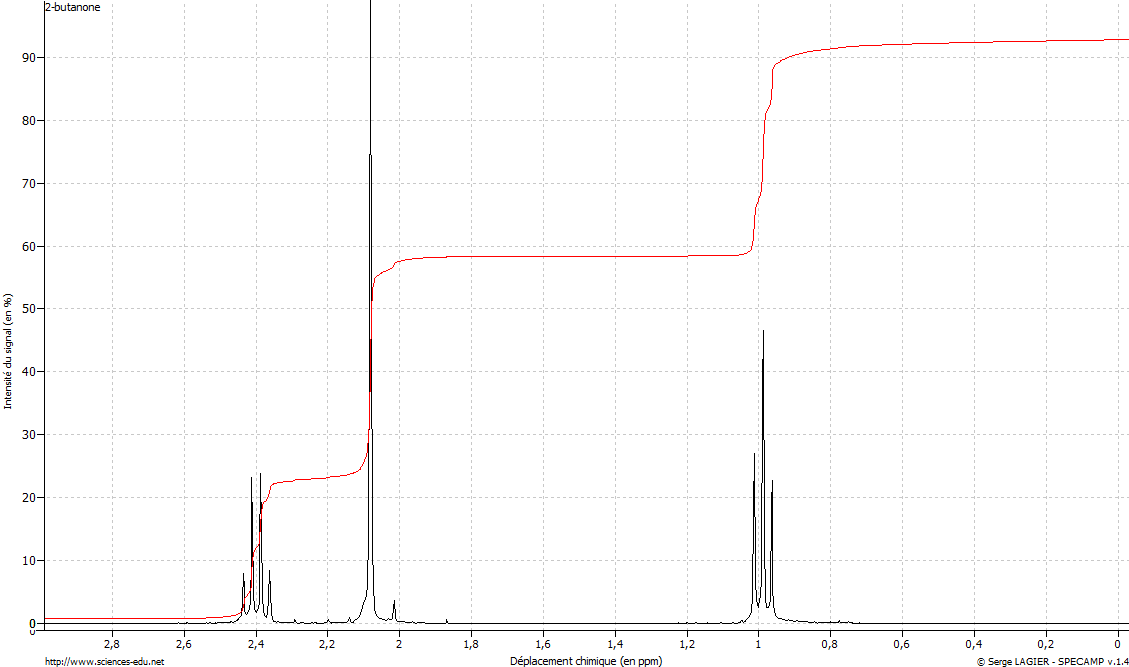 2-butanone
90
80
70
60
50
40
30
20
10
0
0
Intensité du signal (en %)
2,8 2,6 2,4 2,2 2 1,8 1,6 1,4 1,2 1 0,8 0,6 0,4 0,2 0
http://www.sciences-edu.net Déplacement chimique (en ppm) © Serge LAGIER - SPECAMP v.1.4